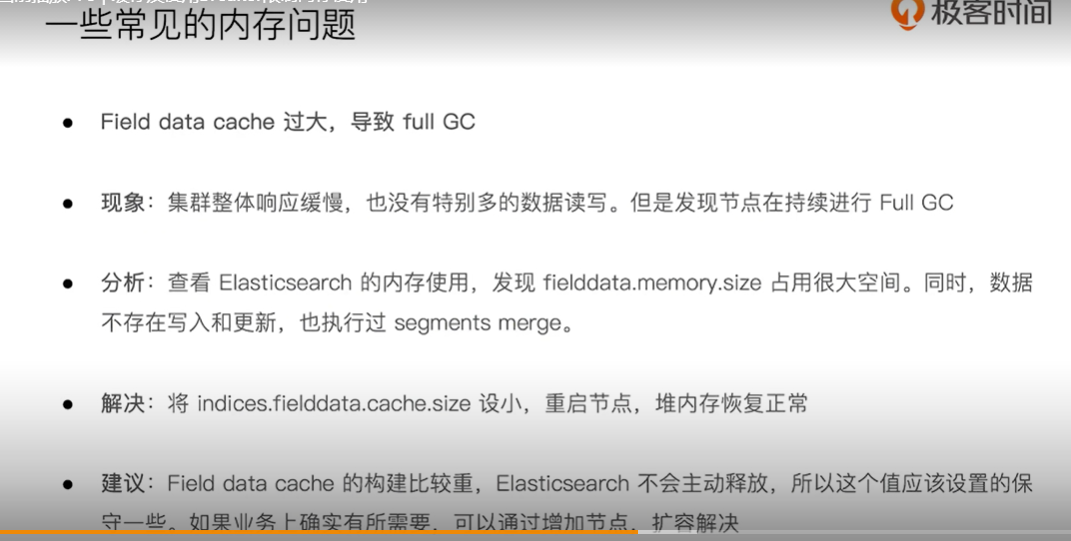 一些常见的内存问题
极客时间
● Field data cache 过大，导致 full GC
● 现象：集群整体响应缓慢，也没有特别多的数据读写。但是发现节点在持续进行 Full GC
● 分析：查看 Elasticsearch 的内存使用，发现 fielddata.memory.size 占用很大空间。同时，数据
不存在写入和更新，也执行过 segments merge。
● 解决：将 indices.fielddata.cache.size 设小，重启节点，堆内存恢复正常
● 建议：Field data cache 的构建比较重，Elasticsearch 不会主动释放，所以这个值应该设置的保
守一些。如果业务上确实有所需要，可以通过增加节点，扩容解决